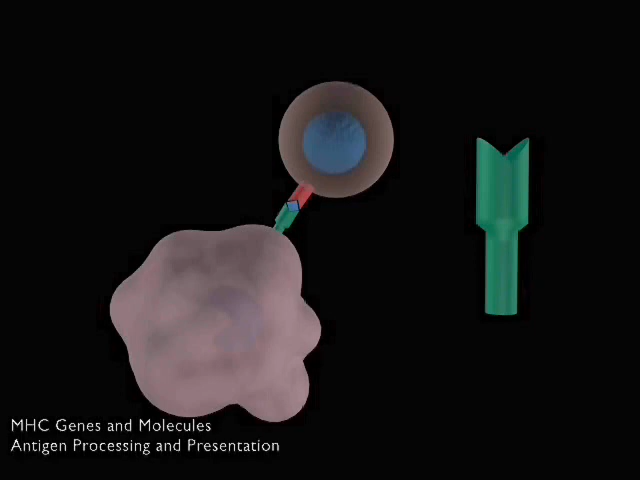 MHC Genes and Molecules
Antigen Processing and Presentation